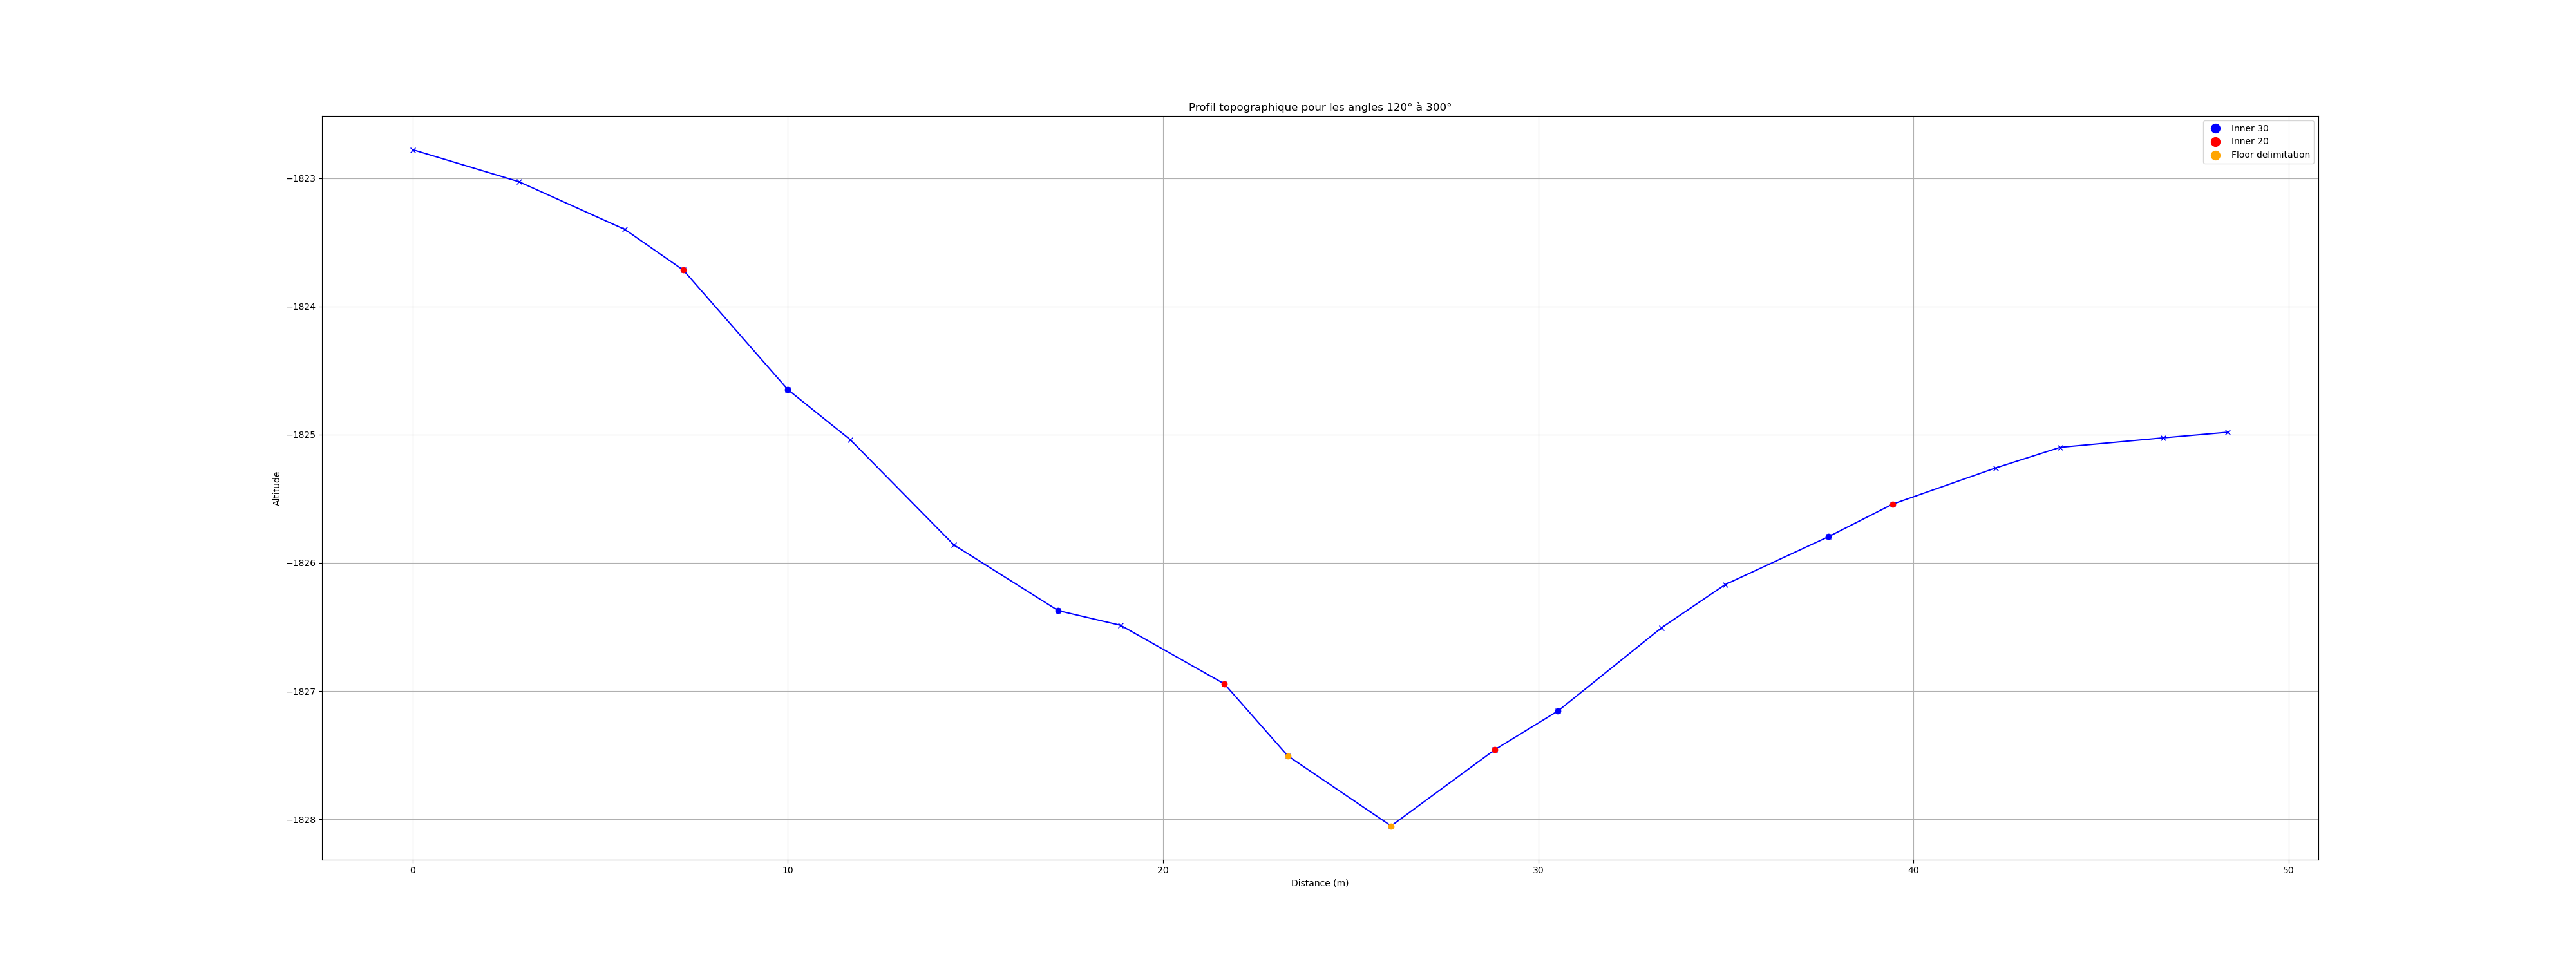 Profil topographique pour les angles 120° à 300°
Inner 30
Inner 20
Floor delimitation
−1823
−1824
−1825
−1826
−1827
−1828
Altitude
0 10 20 30 40 50
Distance (m)